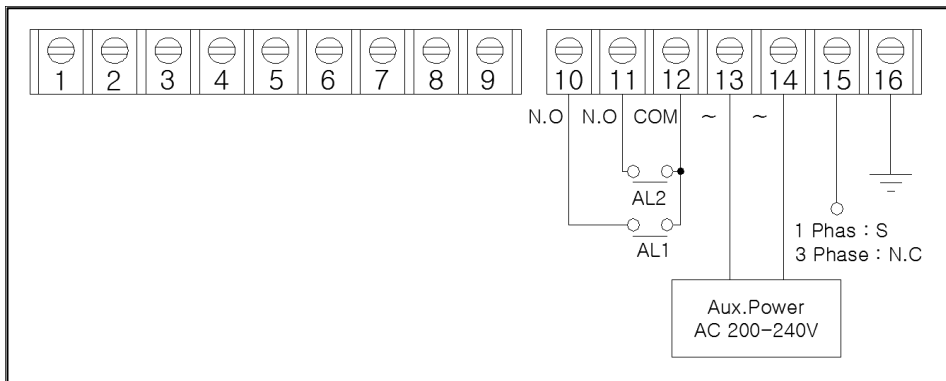 1 2 3 4 5 6 7 8 9 10 11 12 13 14 15 16
N.O N.O COM ~ ~
AL2
AL1
1 Phas : S
3 Phase : N.C
Aux.Power
AC 200-240V